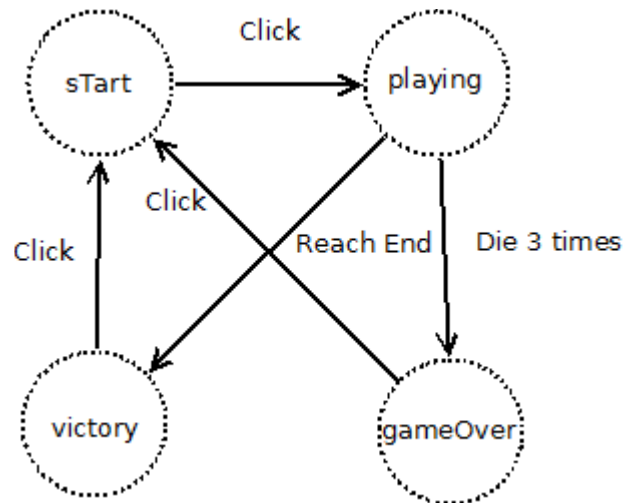 Click
sTart
playing
Click
Reach End
Die 3 times
Click
victory
gameOver